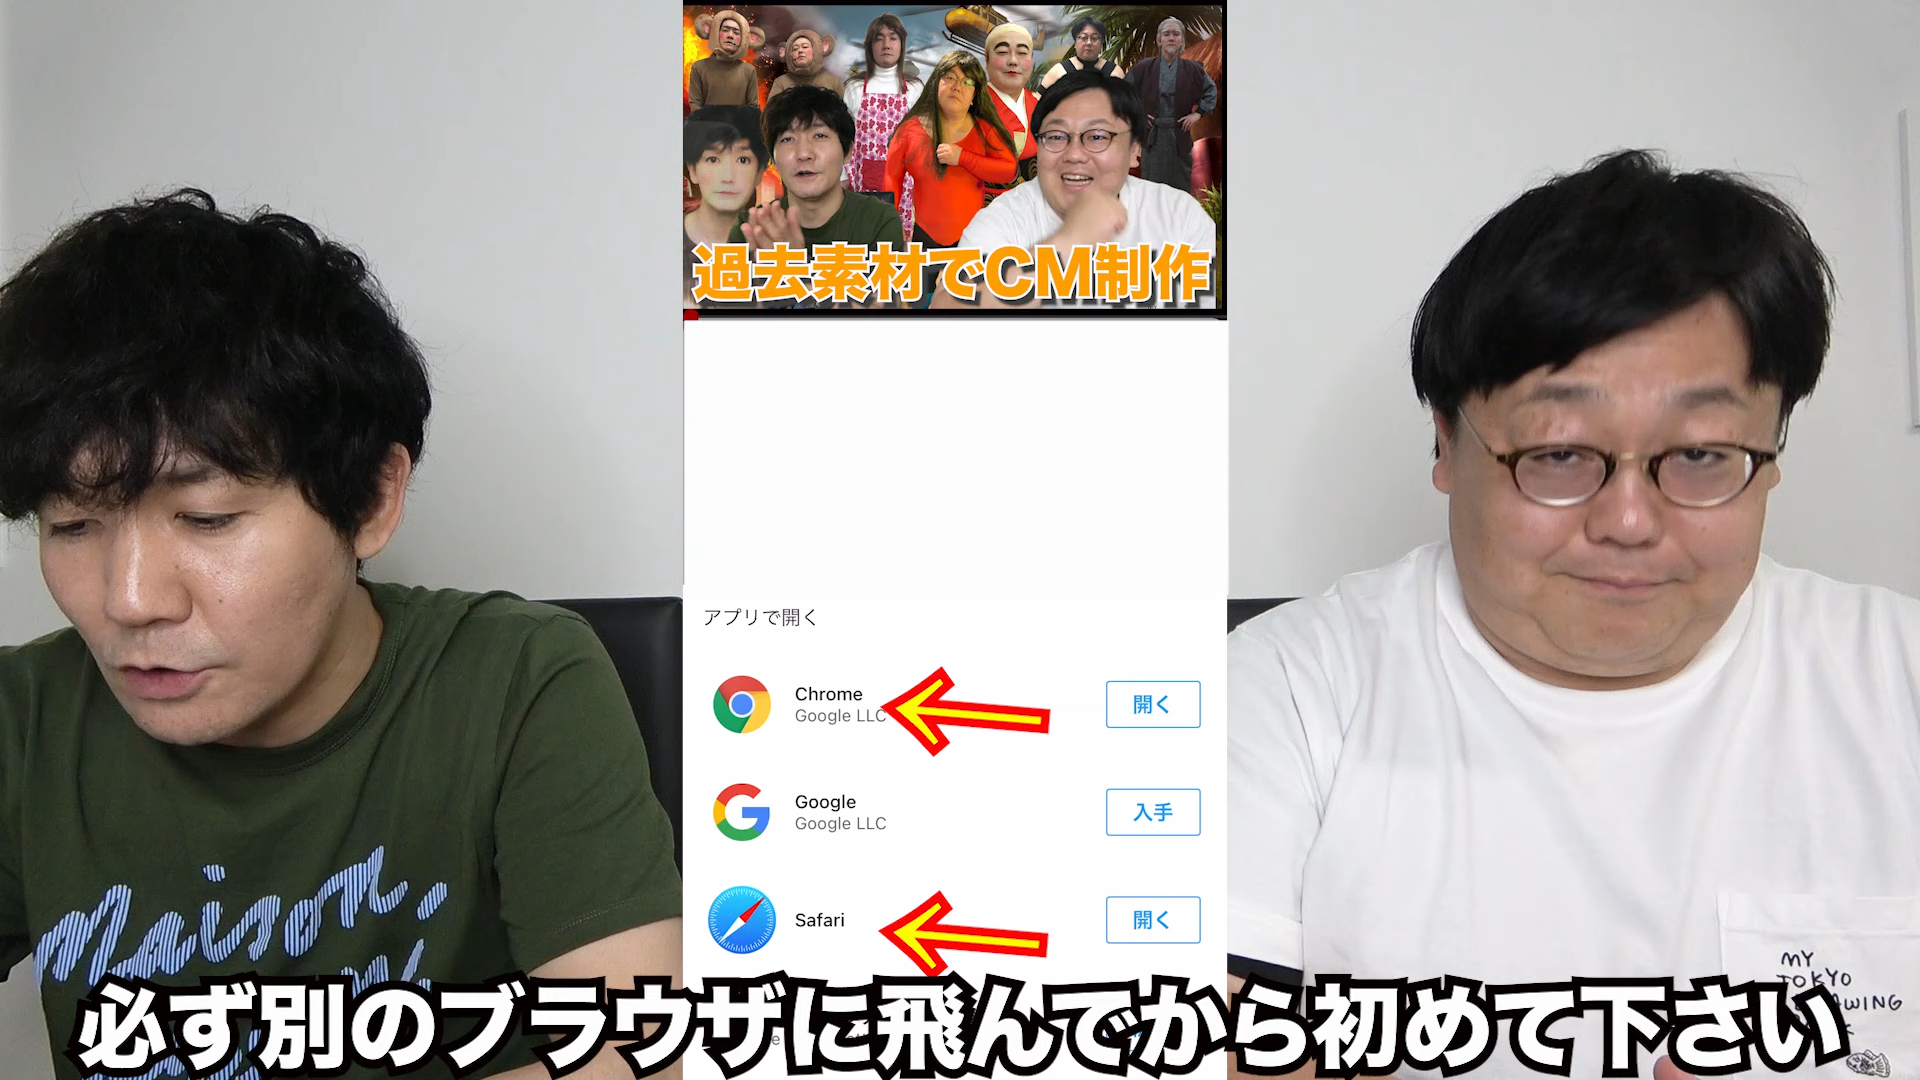 過去素材でCM制作
アプリで開く
Chrome
Google LLC
開く
Google
Google LLC
入手
Safari
開く
Maison,
MY
TOKYO
必ず別のブラウザに飛んでから初めて下さい